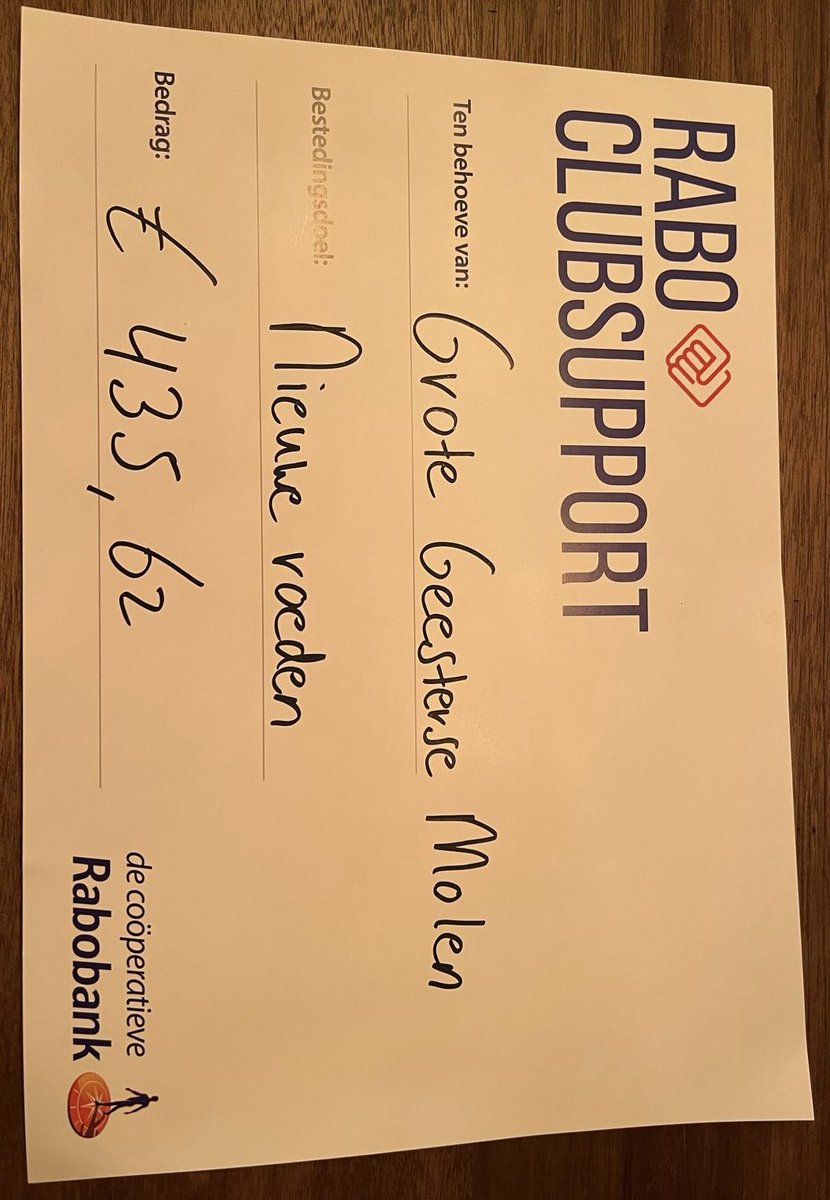 RABO
CLUBSUPPORT
Ten behoeve van: Grote Geesterse Molen
Bestedingsdoel: Nieuwe roeden
Bedrag: € 435,62
de coöperatieve
Rabobank